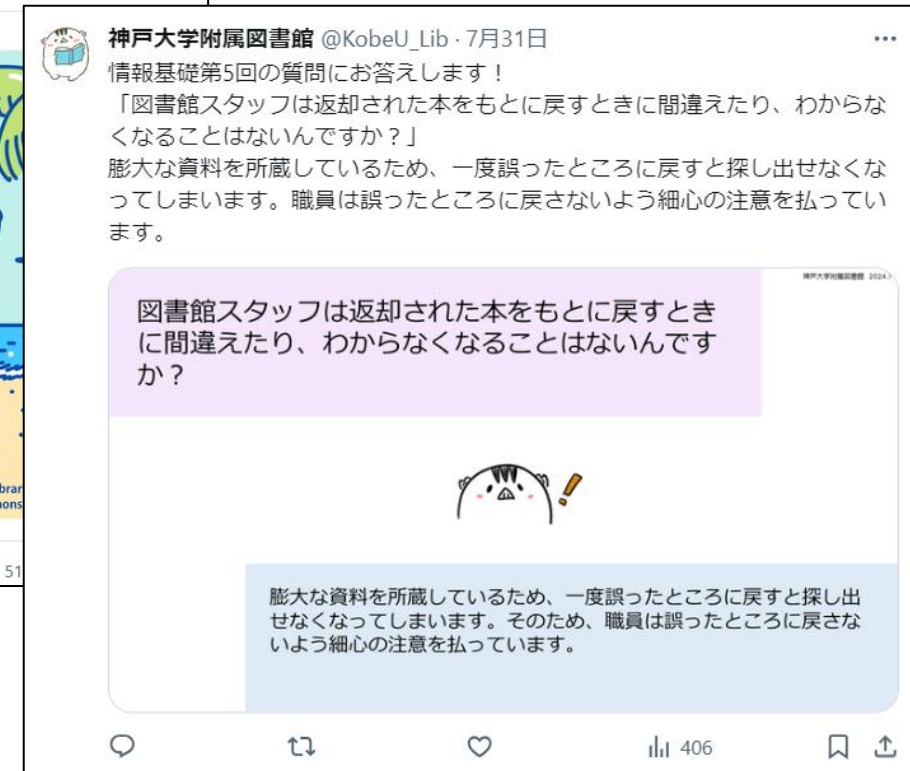 神戸大学附属図書館 @KobeU_Lib · 7月31日
情報基礎第5回の質問にお答えします！
「図書館スタッフは返却された本をもとに戻すときに間違えたり、わからな
くなることはないんですか？」
膨大な資料を所蔵しているため、一度誤ったところに戻すと探し出せなくな
ってしまいます。職員は誤ったところに戻さないよう細心の注意を払ってい
ます。
神戸大学附属図書館 2024.
図書館スタッフは返却された本をもとに戻すとき
に間違えたり、わからなくなることはないんです
か？
膨大な資料を所蔵しているため、一度誤ったところに戻すと探し出
せなくなってしまいます。そのため、職員は誤ったところに戻さな
いよう細心の注意を払っています。
406
51